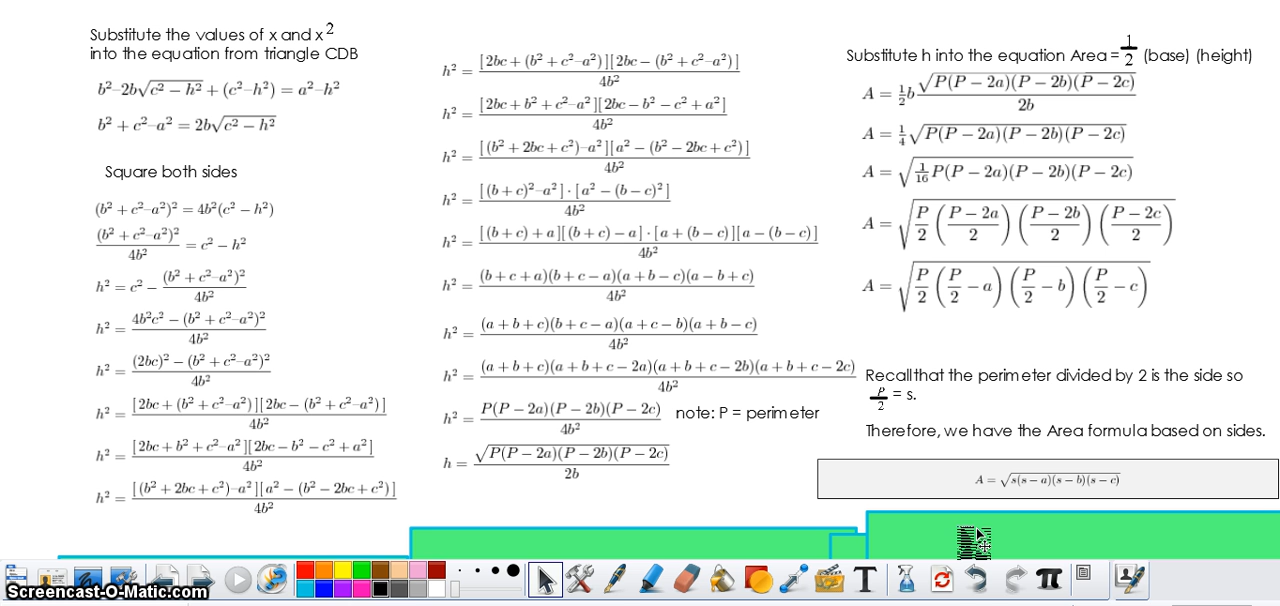 Substitute the values of x and x²
into the equation from triangle CDB
b²–2b√(c² – h²) + (c²–h²) = a²–h²
b² + c²–a² = 2b√(c² – h²)
Square both sides
(b² + c²–a²)² = 4b²(c² – h²)
(b² + c²–a²)² / 4b² = c² – h²
h² = c² – (b² + c²–a²)² / 4b²
h² = 4b²c² – (b² + c²–a²)² / 4b²
h² = (2bc)² – (b² + c²–a²)² / 4b²
h² = [2bc + (b² + c²–a²)][2bc – (b² + c²–a²)] / 4b²
h² = [2bc + b² + c²–a²][2bc – b² – c² + a²] / 4b²
h² = [(b² + 2bc + c²)–a²][a² – (b² – 2bc + c²)] / 4b²
h² = [2bc + (b² + c²–a²)][2bc – (b² + c²–a²)] / 4b²
h² = [2bc + b² + c²–a²][2bc – b² – c² + a²] / 4b²
h² = [(b² + 2bc + c²)–a²][a² – (b² – 2bc + c²)] / 4b²
h² = [(b + c)²–a²] · [a² – (b – c)²] / 4b²
h² = [(b + c) + a][(b + c) – a] · [a + (b – c)][a – (b – c)] / 4b²
h² = (b + c + a)(b + c – a)(a + b – c)(a – b + c) / 4b²
h² = (a + b + c)(b + c – a)(a + c – b)(a + b – c) / 4b²
h² = (a + b + c)(a + b + c – 2a)(a + b + c – 2b)(a + b + c – 2c) / 4b²
h² = P(P – 2a)(P – 2b)(P – 2c) / 4b² note: P = perimeter
h = √(P(P – 2a)(P – 2b)(P – 2c)) / 2b
Substitute h into the equation Area = 1/2 (base) (height)
A = ½b √(P(P – 2a)(P – 2b)(P – 2c)) / 2b
A = ¼√(P(P – 2a)(P – 2b)(P – 2c))
A = √(1/16 P(P – 2a)(P – 2b)(P – 2c))
A = √(P/2 ((P – 2a)/2) ((P – 2b)/2) ((P – 2c)/2))
A = √(P/2 (P/2 – a) (P/2 – b) (P/2 – c))
Recall that the perimeter divided by 2 is the side so
P/2 = s.
Therefore, we have the Area formula based on sides.
A = √(s(s – a)(s – b)(s – c))
T π
Screencast-O-Matic.com